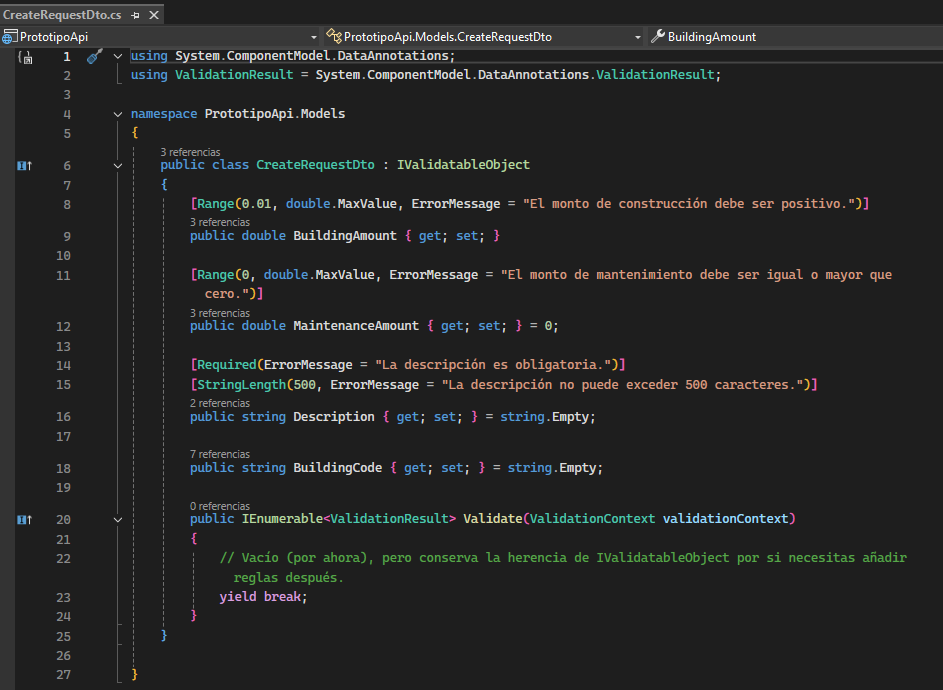 CreateRequestDto.cs
PrototipoApi PrototipoApi.Models.CreateRequestDto BuildingAmount
1 using System.ComponentModel.DataAnnotations;
2 using ValidationResult = System.ComponentModel.DataAnnotations.ValidationResult;
3
4 namespace PrototipoApi.Models
5 {
3 referencias
6 public class CreateRequestDto : IValidatableObject
7 {
8 [Range(0.01, double.MaxValue, ErrorMessage = "El monto de construcción debe ser positivo.")]
3 referencias
9 public double BuildingAmount { get; set; }
10
11 [Range(0, double.MaxValue, ErrorMessage = "El monto de mantenimiento debe ser igual o mayor que
cero.")]
3 referencias
12 public double MaintenanceAmount { get; set; } = 0;
13
14 [Required(ErrorMessage = "La descripción es obligatoria.")]
15 [StringLength(500, ErrorMessage = "La descripción no puede exceder 500 caracteres.")]
2 referencias
16 public string Description { get; set; } = string.Empty;
17
7 referencias
18 public string BuildingCode { get; set; } = string.Empty;
19
0 referencias
20 public IEnumerable<ValidationResult> Validate(ValidationContext validationContext)
21 {
22 // Vacío (por ahora), pero conserva la herencia de IValidatableObject por si necesitas añadir
reglas después.
23 yield break;
24 }
25 }
26
27 }